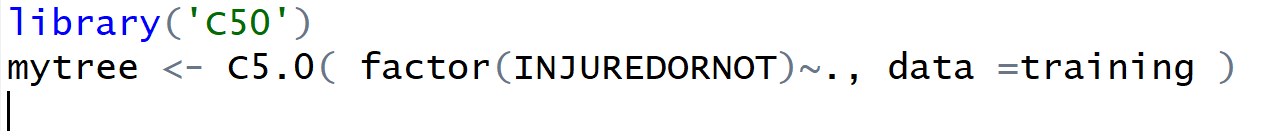 library('C50')
mytree <- C5.0( factor(INJUREDORNOT)~., data =training )